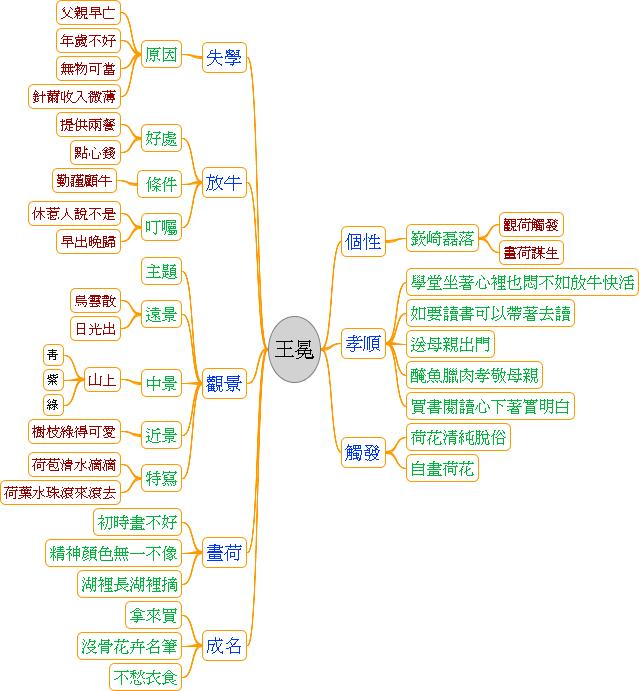 王冕
失學
原因
父親早亡
年歲不好
無物可當
針黹收入微薄
放牛
好處
提供兩餐
點心錢
條件
勤謹顧牛
叮囑
休惹人說不是
早出晚歸
觀景
主題
遠景
烏雲散
日光出
中景
山上
青
紫
綠
近景
樹枝綠得可愛
特寫
荷苞清水滴滴
荷葉水珠滾來滾去
畫荷
初時畫不好
精神顏色無一不像
湖裡長湖裡摘
成名
拿來買
沒骨花卉名筆
不愁衣食
個性
嶔崎磊落
觀荷觸發
畫荷謀生
孝順
學堂坐著心裡也悶不如放牛快活
如要讀書可以帶著去讀
送母親出門
醃魚臘肉孝敬母親
買書閱讀心下著實明白
觸發
荷花清純脫俗
自畫荷花